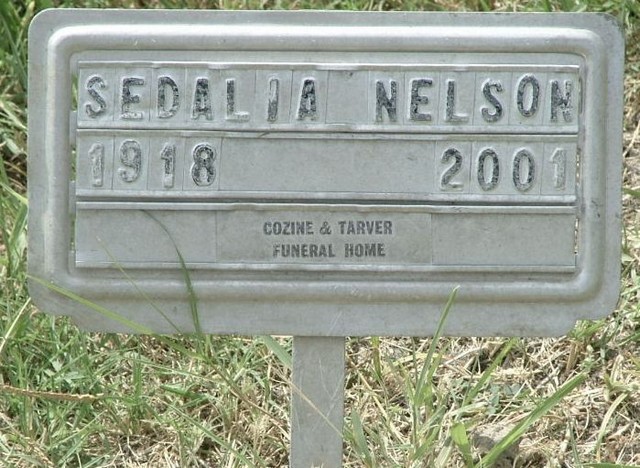 SEDALIA NELSON
1918 2001
COZINE & TARVER
FUNERAL HOME